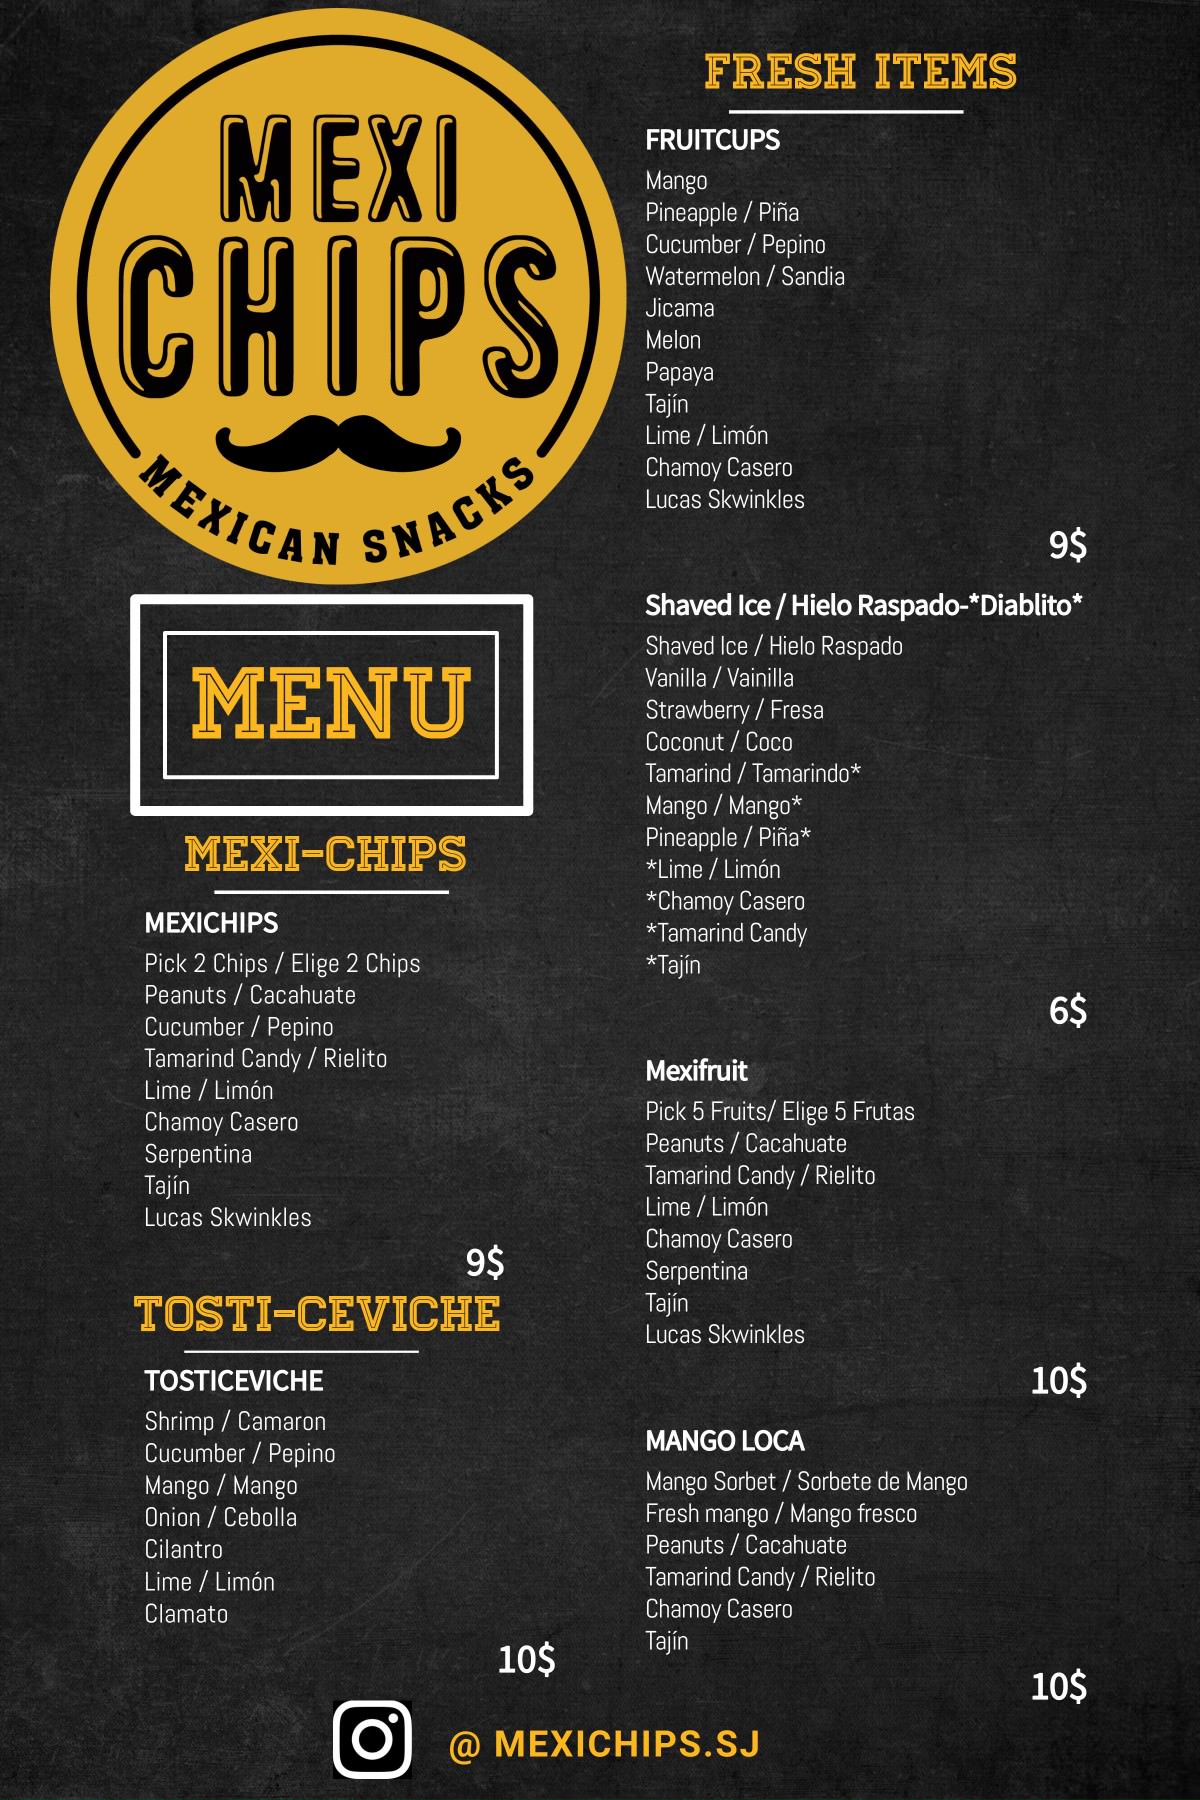 MEXI
CHIPS
MEXICAN SNACKS
MENU
MEXI-CHIPS
MEXICHIPS
Pick 2 Chips / Elige 2 Chips
Peanuts / Cacahuate
Cucumber / Pepino
Tamarind Candy / Rielito
Lime / Limón
Chamoy Casero
Serpentina
Tajín
Lucas Skwinkles
9$
TOSTI-CEVICHE
TOSTICEVICHE
Shrimp / Camaron
Cucumber / Pepino
Mango / Mango
Onion / Cebolla
Cilantro
Lime / Limón
Clamato
10$
FRESH ITEMS
FRUITCUPS
Mango
Pineapple / Piña
Cucumber / Pepino
Watermelon / Sandia
Jicama
Melon
Papaya
Tajín
Lime / Limón
Chamoy Casero
Lucas Skwinkles
9$
Shaved Ice / Hielo Raspado-*Diablito*
Shaved Ice / Hielo Raspado
Vanilla / Vainilla
Strawberry / Fresa
Coconut / Coco
Tamarind / Tamarindo*
Mango / Mango*
Pineapple / Piña*
*Lime / Limón
*Chamoy Casero
*Tamarind Candy
*Tajín
6$
Mexifruit
Pick 5 Fruits/ Elige 5 Frutas
Peanuts / Cacahuate
Tamarind Candy / Rielito
Lime / Limón
Chamoy Casero
Serpentina
Tajín
Lucas Skwinkles
10$
MANGO LOCA
Mango Sorbet / Sorbete de Mango
Fresh mango / Mango fresco
Peanuts / Cacahuate
Tamarind Candy / Rielito
Chamoy Casero
Tajín
10$
@ MEXICHIPS.SJ